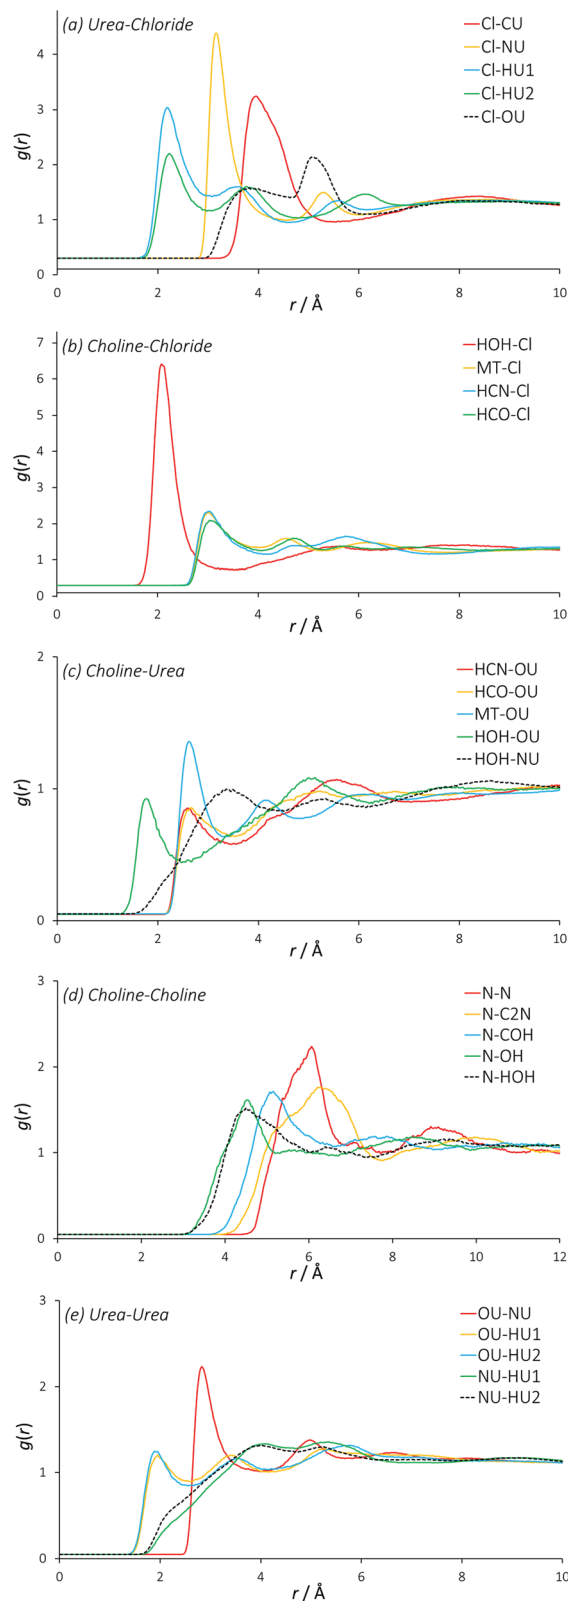 (a) Urea-Chloride
Cl-CU
Cl-NU
Cl-HU1
Cl-HU2
Cl-OU
g(r)
5
4
3
2
1
0
0 2 4 6 8 10
r / Å
(b) Choline-Chloride
HOH-Cl
MT-Cl
HCN-Cl
HCO-Cl
g(r)
7
6
5
4
3
2
1
0
0 2 4 6 8 10
r / Å
(c) Choline-Urea
HCN-OU
HCO-OU
MT-OU
HOH-OU
HOH-NU
g(r)
2
1
0
0 2 4 6 8 10
r / Å
(d) Choline-Choline
N-N
N-C2N
N-COH
N-OH
N-HOH
g(r)
3
2
1
0
0 2 4 6 8 10 12
r / Å
(e) Urea-Urea
OU-NU
OU-HU1
OU-HU2
NU-HU1
NU-HU2
g(r)
3
2
1
0
0 2 4 6 8 10
r / Å